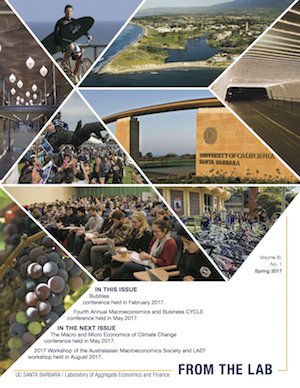 UNIVERSITY OF CALIFORNIA
SANTA BARBARA
Volume III,
No. 1
Spring 2017
IN THIS ISSUE
Bubbles
conference held in February 2017.
Fourth Annual Macroeconomics and Business CYCLE
conference held in May 2017.
IN THE NEXT ISSUE
The Macro and Micro Economics of Climate Change
conference held in May 2017.
2017 Workshop of the Australasian Macroeconomics Society and LAEF
workshop held in August 2017.
UC SANTA BARBARA | Laboratory of Aggregate Economics and Finance
FROM THE LAB